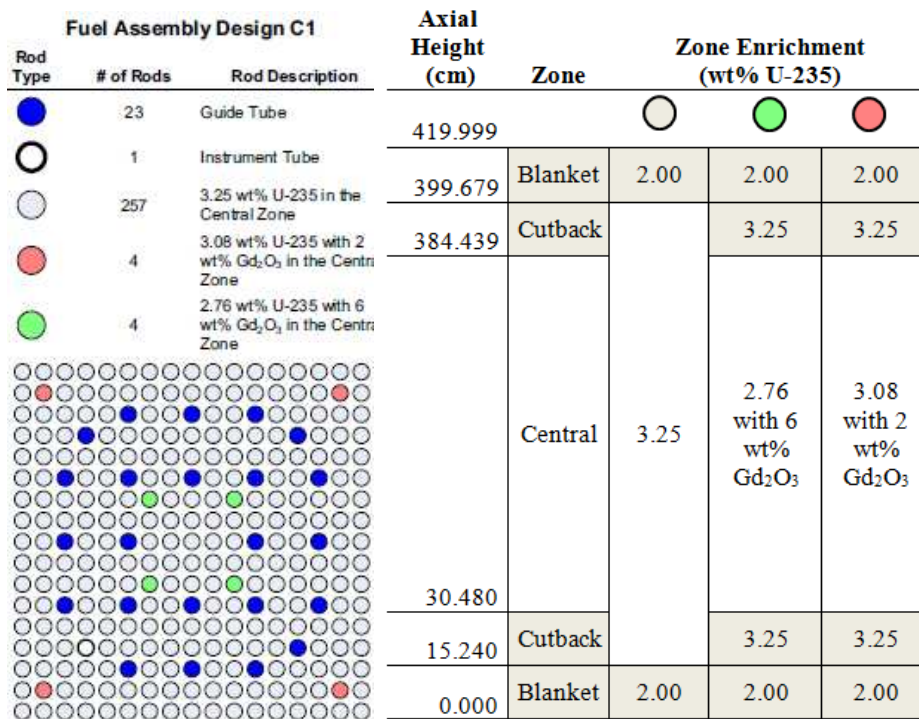 Fuel Assembly Design C1
Rod Type # of Rods Rod Description
23 Guide Tube
1 Instrument Tube
257 3.25 wt% U-235 in the
Central Zone
4 3.08 wt% U-235 with 2
wt% Gd₂O₃ in the Centra
Zone
4 2.76 wt% U-235 with 6
wt% Gd₂O₃ in the Centra
Zone
Axial
Height
(cm)
Zone
Zone Enrichment
(wt% U-235)
419.999
Blanket 2.00 2.00 2.00
399.679
Cutback 3.25 3.25
384.439
Central 3.25
2.76
with 6
wt%
Gd₂O₃
3.08
with 2
wt%
Gd₂O₃
30.480
Cutback 3.25 3.25
15.240
Blanket 2.00 2.00 2.00
0.000